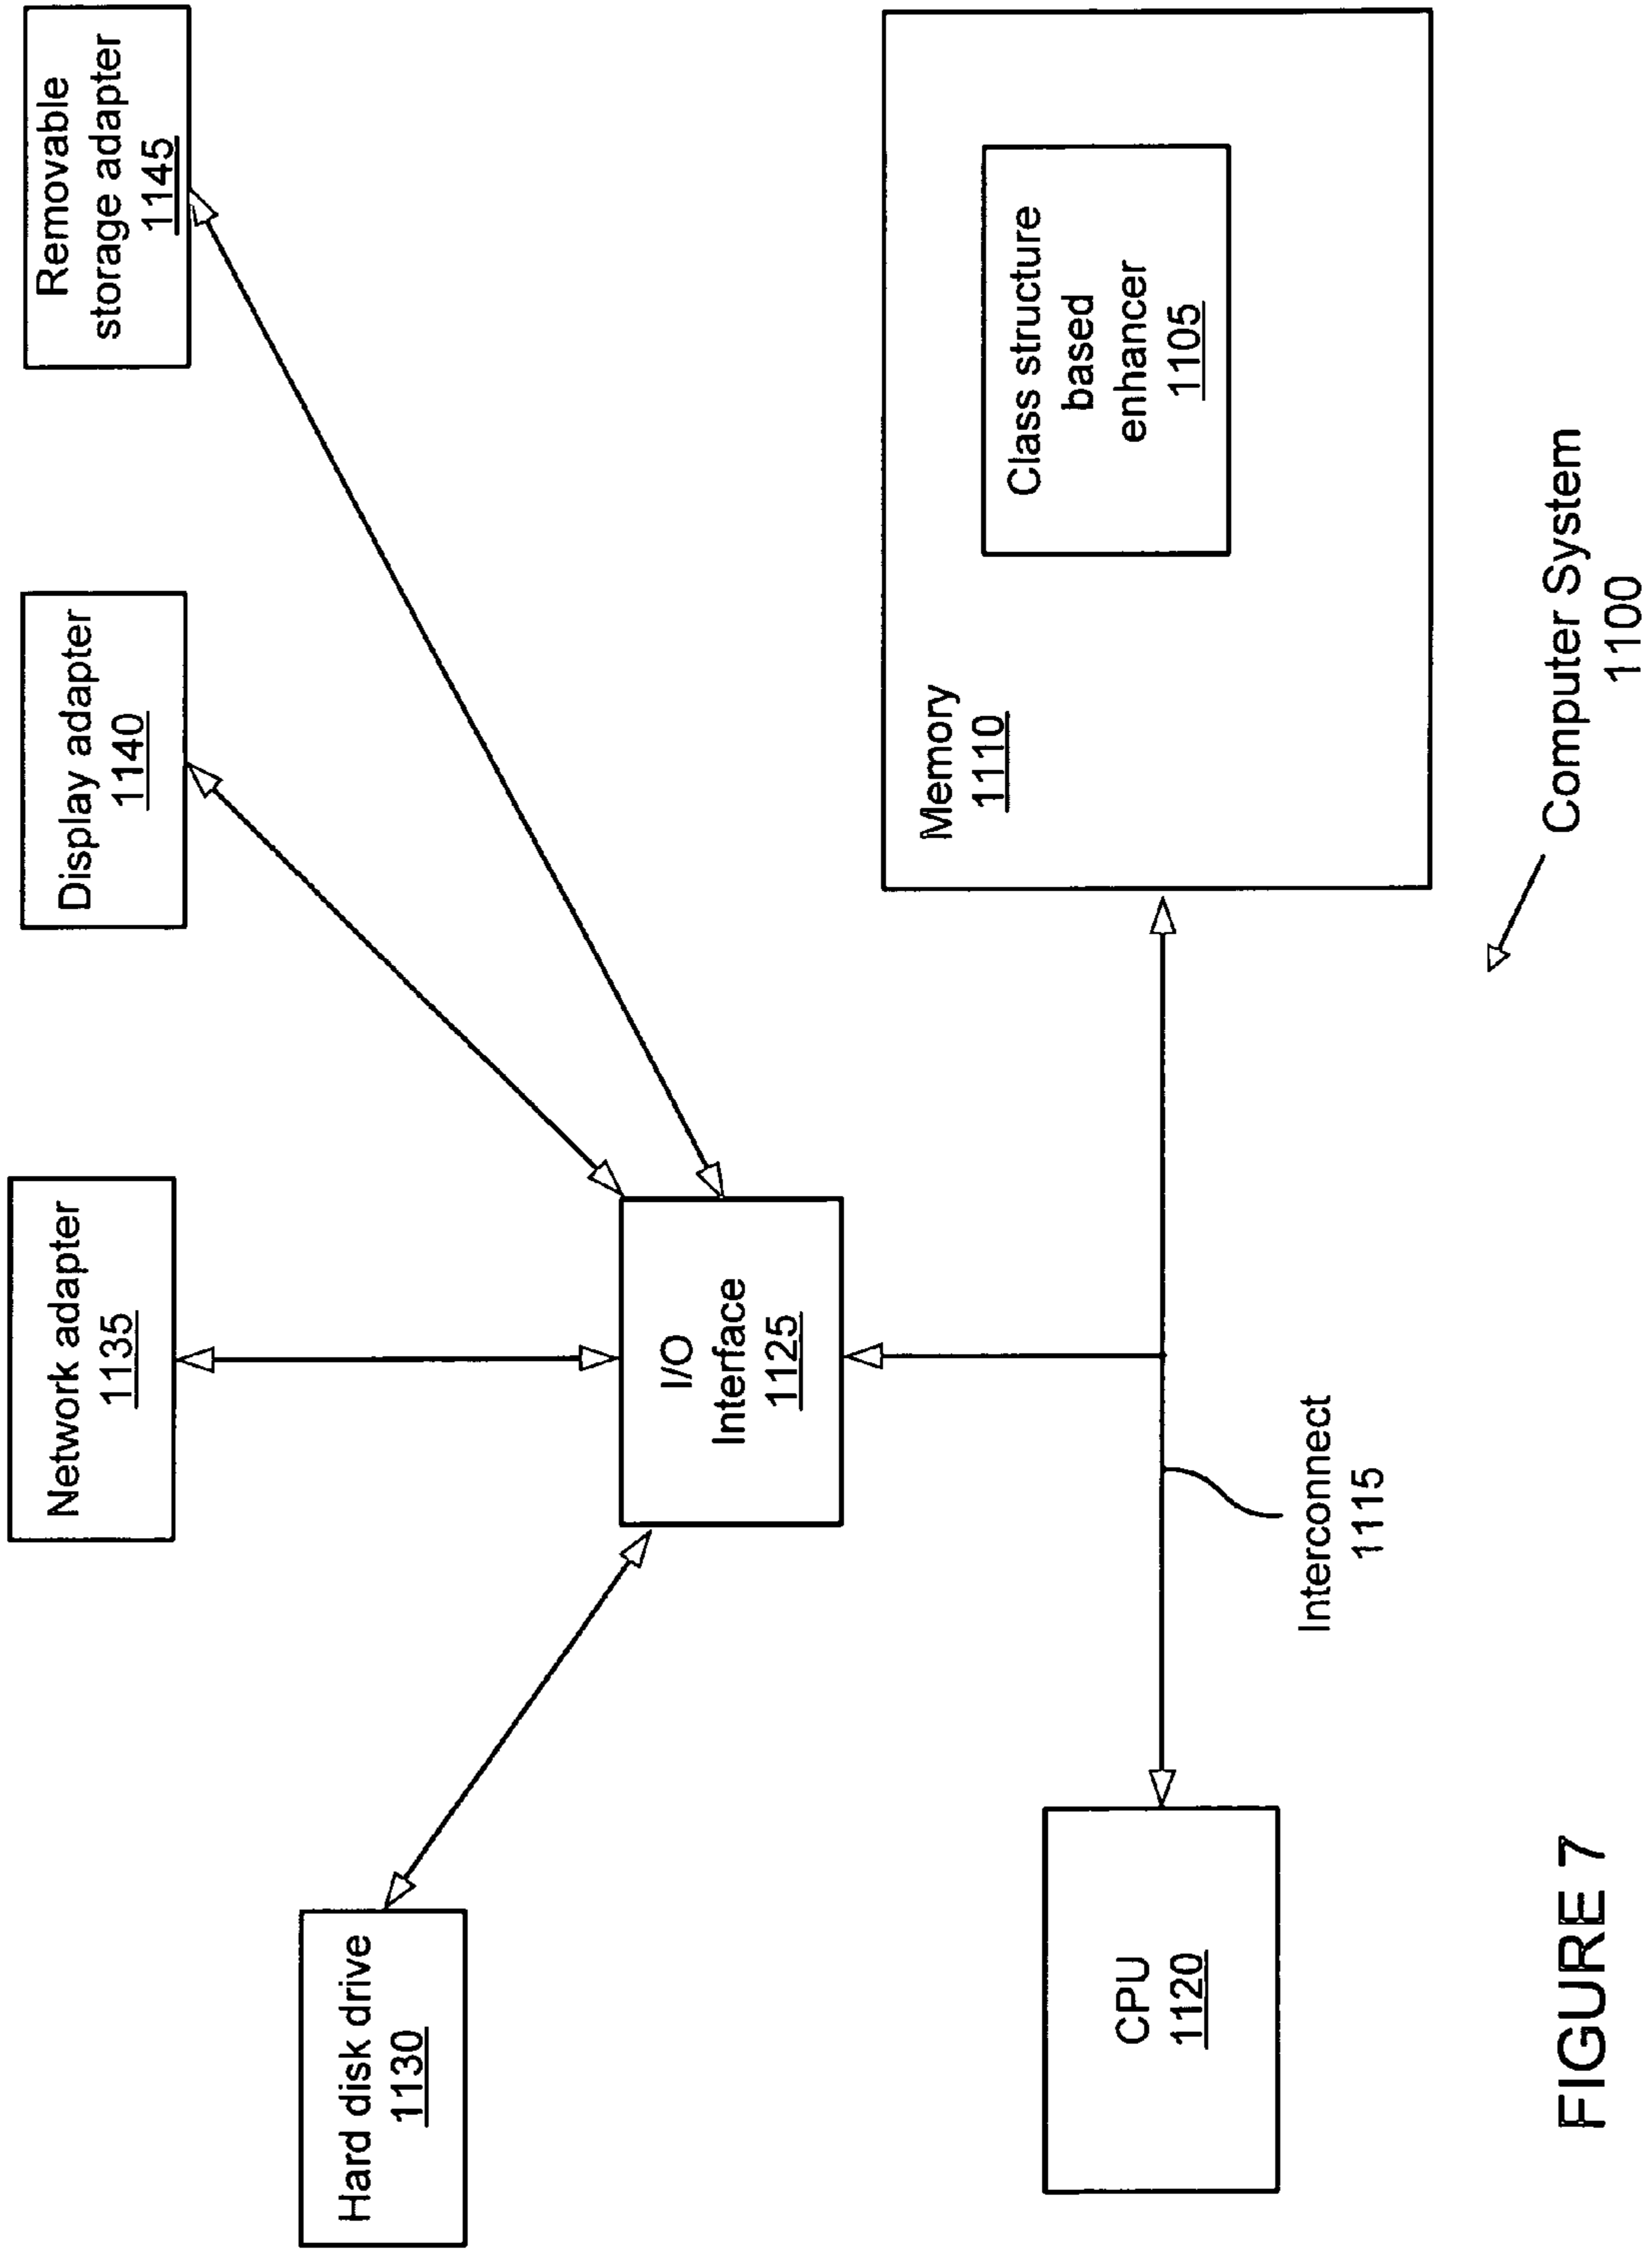 Hard disk drive
1130
Network adapter
1135
Display adapter
1140
Removable
storage adapter
1145
I/O
Interface
1125
CPU
1120
Interconnect
1115
Memory
1110
Class structure
based
enhancer
1105
Computer System
1100
FIGURE 7